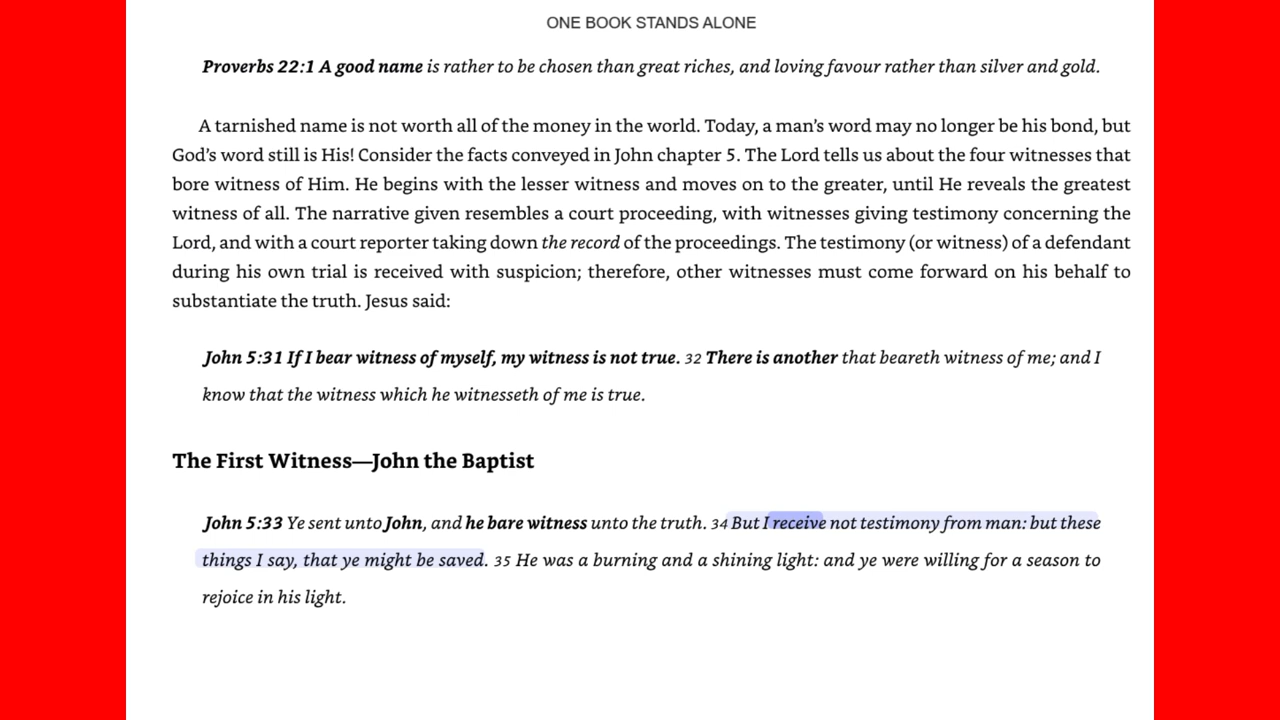 ONE BOOK STANDS ALONE
Proverbs 22:1 A good name is rather to be chosen than great riches, and loving favour rather than silver and gold.
A tarnished name is not worth all of the money in the world. Today, a man’s word may no longer be his bond, but
God’s word still is His! Consider the facts conveyed in John chapter 5. The Lord tells us about the four witnesses that
bore witness of Him. He begins with the lesser witness and moves on to the greater, until He reveals the greatest
witness of all. The narrative given resembles a court proceeding, with witnesses giving testimony concerning the
Lord, and with a court reporter taking down the record of the proceedings. The testimony (or witness) of a defendant
during his own trial is received with suspicion; therefore, other witnesses must come forward on his behalf to
substantiate the truth. Jesus said:
John 5:31 If I bear witness of myself, my witness is not true. 32 There is another that beareth witness of me; and I
know that the witness which he witnesseth of me is true.
The First Witness—John the Baptist
John 5:33 Ye sent unto John, and he bare witness unto the truth. 34 But I receive not testimony from man: but these
things I say, that ye might be saved. 35 He was a burning and a shining light: and ye were willing for a season to
rejoice in his light.